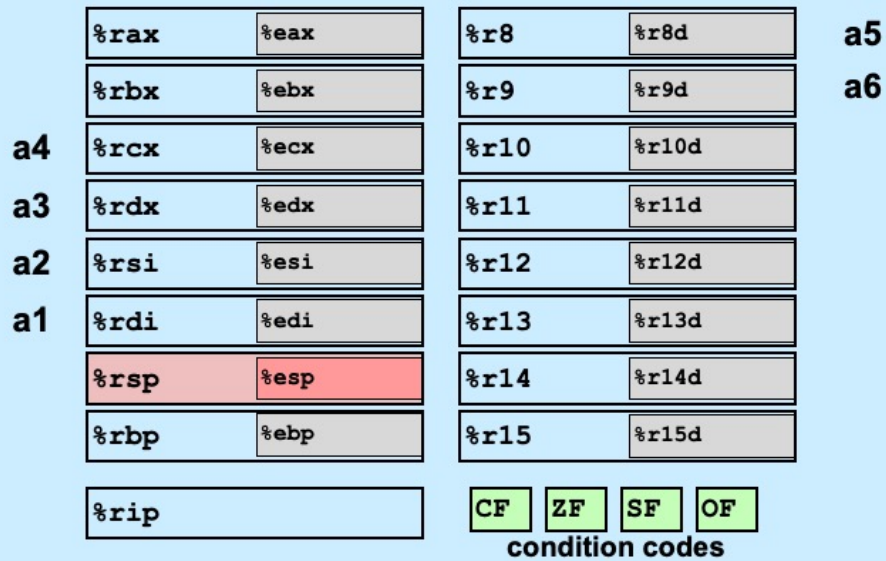 %rax %eax %r8 %r8d a5
%rbx %ebx %r9 %r9d a6
a4 %rcx %ecx %r10 %r10d
a3 %rdx %edx %r11 %r11d
a2 %rsi %esi %r12 %r12d
a1 %rdi %edi %r13 %r13d
%rsp %esp %r14 %r14d
%rbp %ebp %r15 %r15d
%rip CF ZF SF OF
condition codes